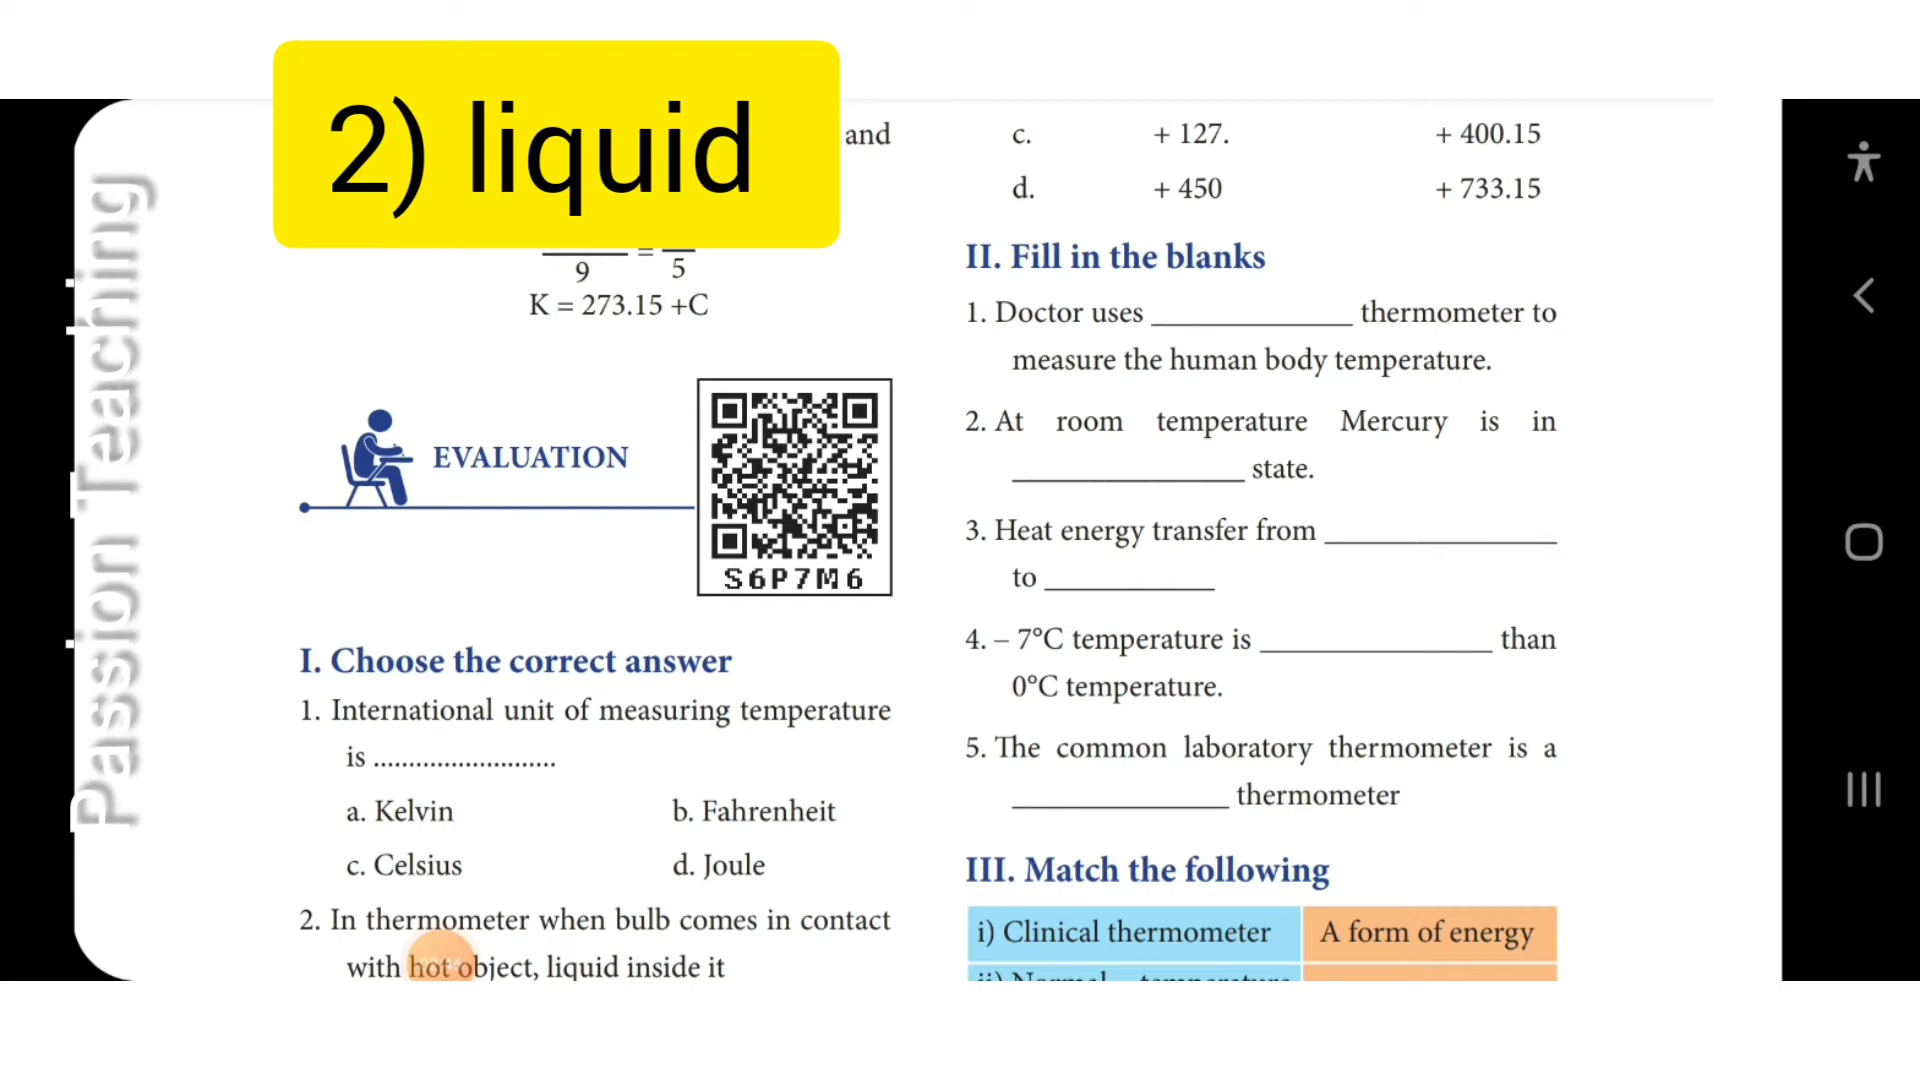 2) liquid
Passion Teaching
and
9 = 5
K = 273.15 +C
EVALUATION
S6P7M6
I. Choose the correct answer
1. International unit of measuring temperature
is ..........................
a. Kelvin b. Fahrenheit
c. Celsius d. Joule
2. In thermometer when bulb comes in contact
with hot object, liquid inside it
c. + 127. + 400.15
d. + 450 + 733.15
II. Fill in the blanks
1. Doctor uses _____________ thermometer to
measure the human body temperature.
2. At room temperature Mercury is in
_______________ state.
3. Heat energy transfer from _______________
to ___________
4. – 7°C temperature is _______________ than
0°C temperature.
5. The common laboratory thermometer is a
______________ thermometer
III. Match the following
i) Clinical thermometer A form of energy
ii) Normal temperature